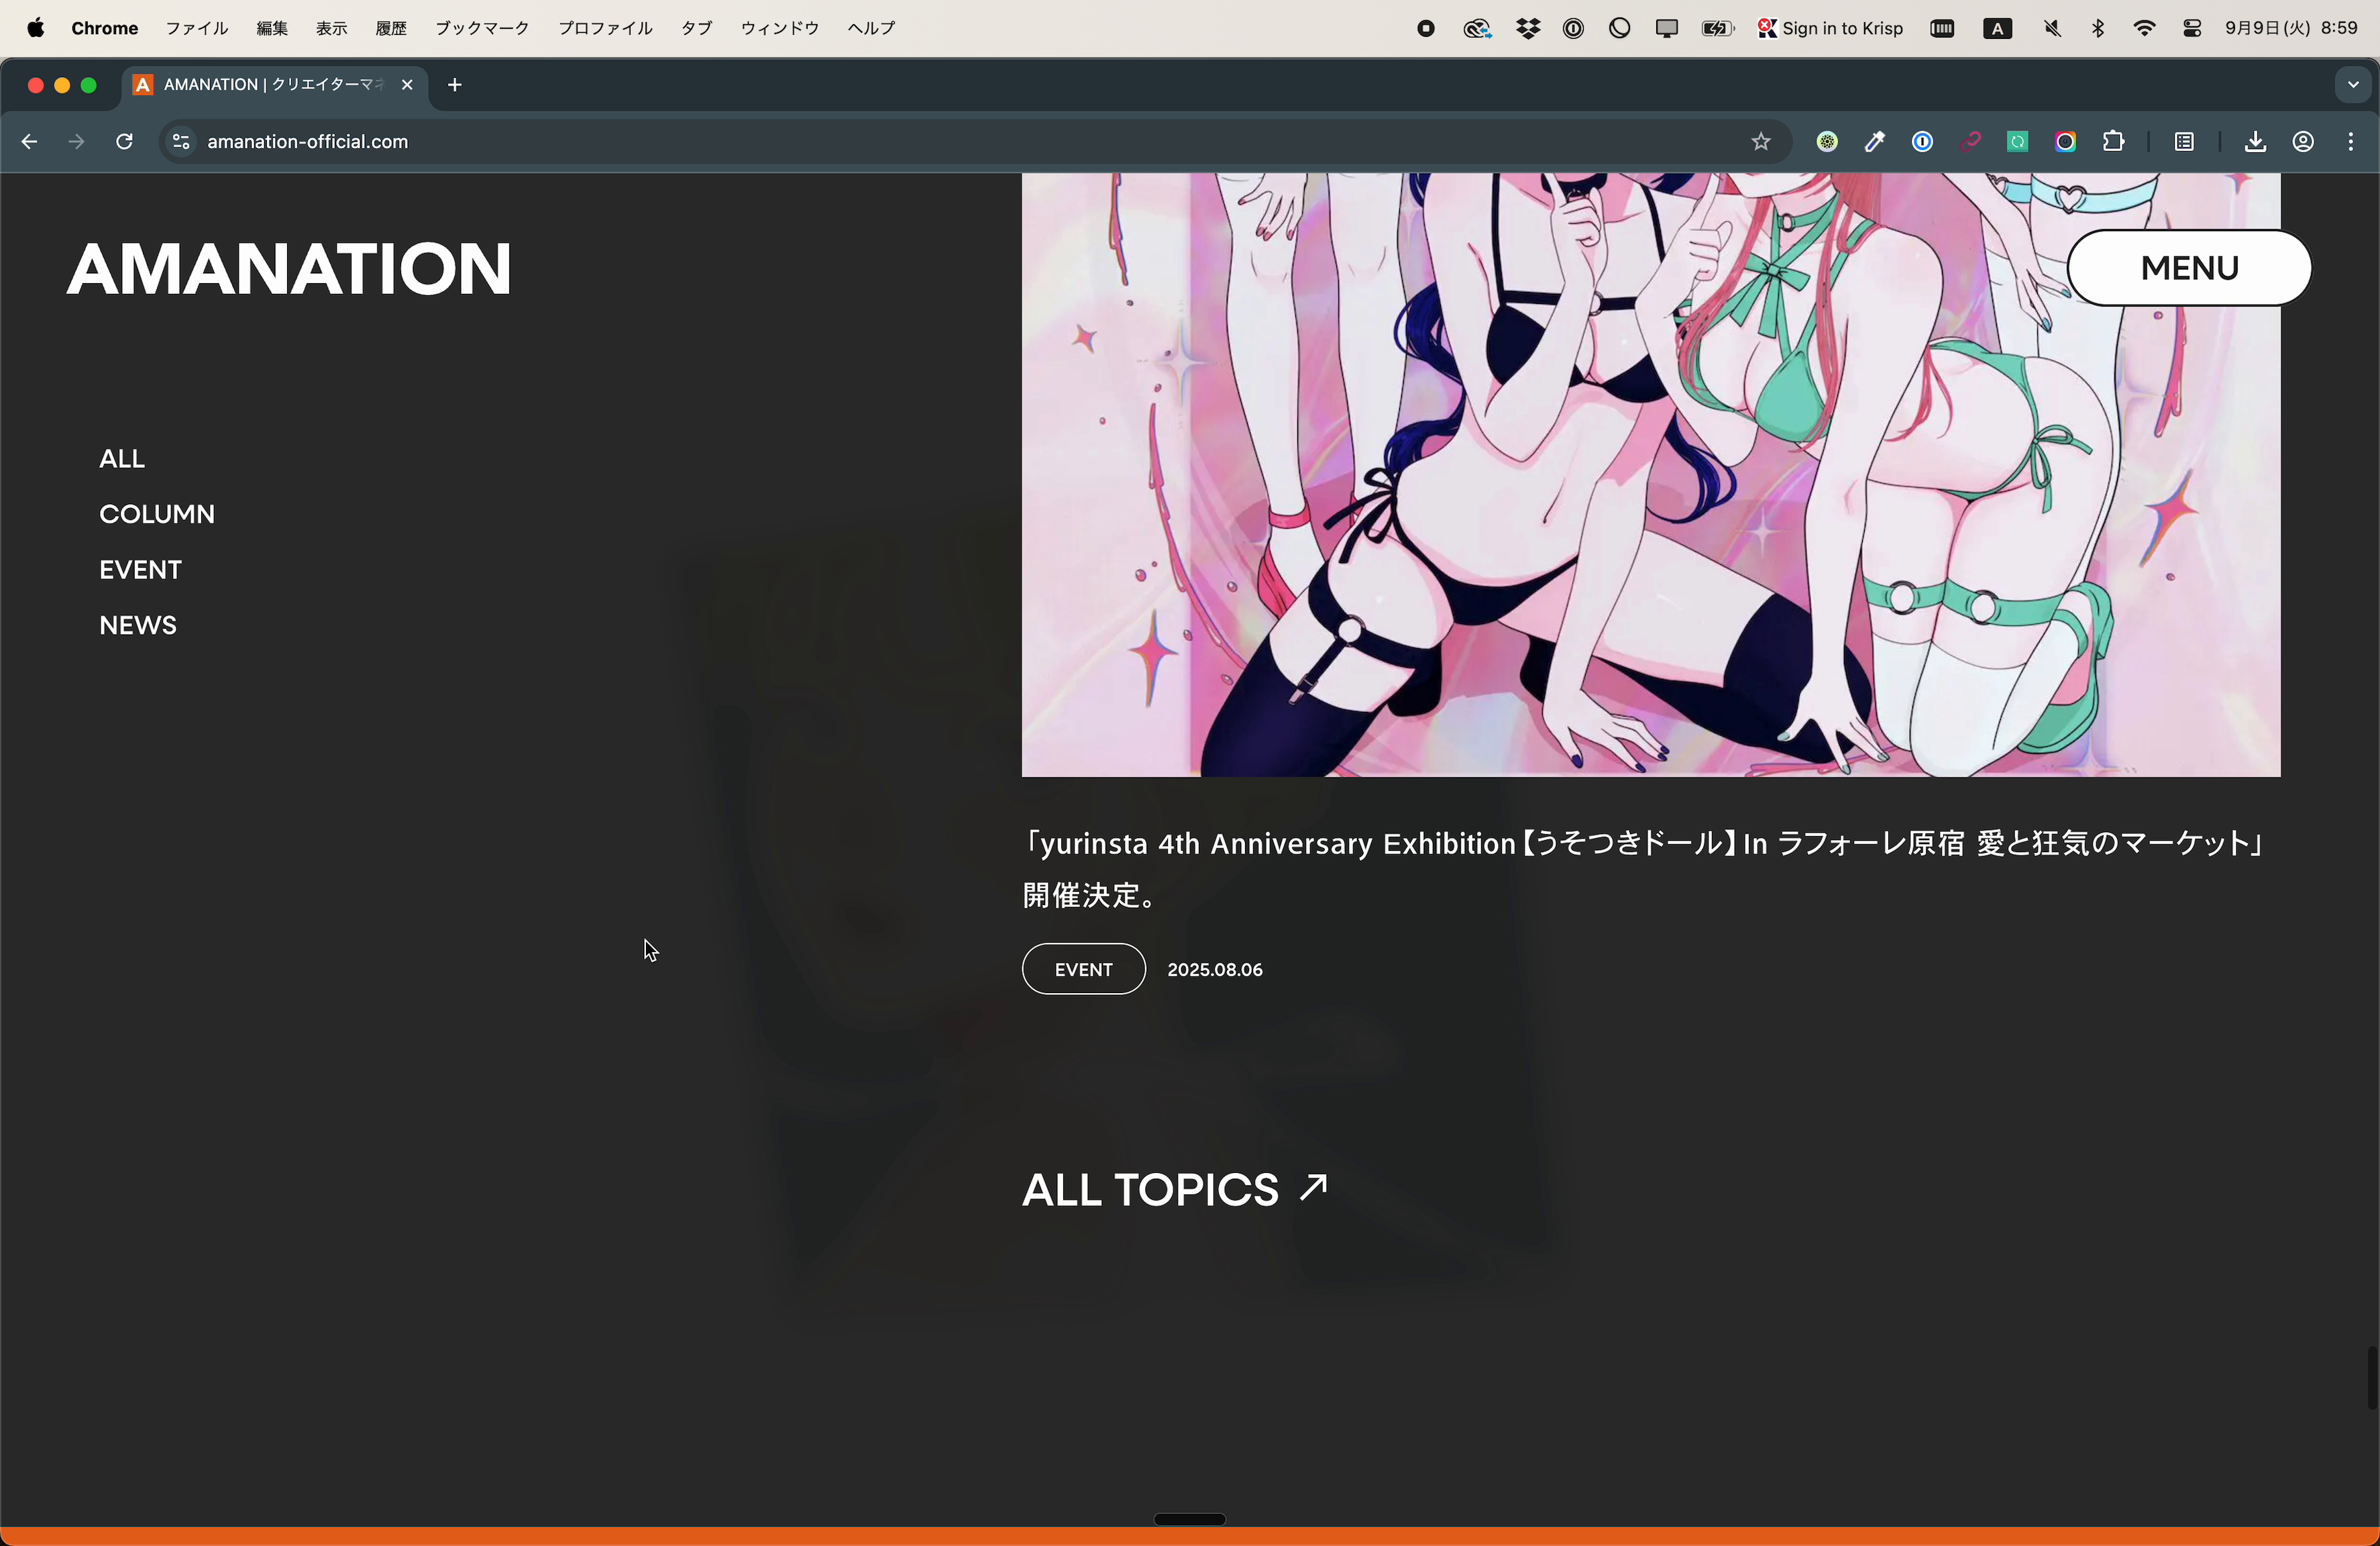 Chrome ファイル 編集 表示 履歴 ブックマーク プロファイル タブ ウィンドウ ヘルプ Sign in to Krisp A 9月9日(火) 8:59
A AMANATION | クリエイターマネ
amanation-official.com
AMANATION
MENU
ALL
COLUMN
EVENT
NEWS
「yurinsta 4th Anniversary Exhibition【うそつきドール】In ラフォーレ原宿 愛と狂気のマーケット」
開催決定。
EVENT 2025.08.06
ALL TOPICS ↗